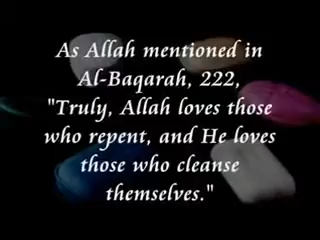 As Allah mentioned in
Al-Baqarah, 222,
"Truly, Allah loves those
who repent, and He loves
those who cleanse
themselves."